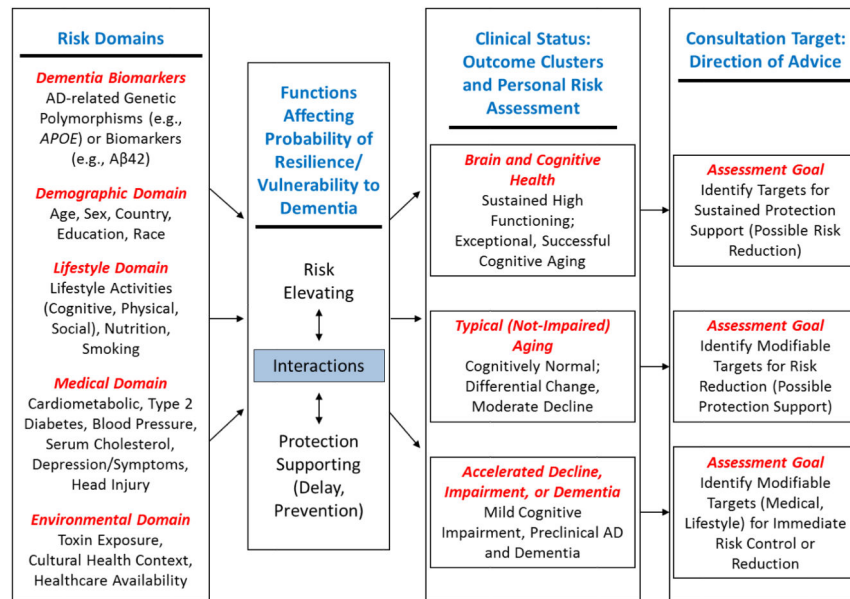 Risk Domains
Dementia Biomarkers
AD-related Genetic
Polymorphisms (e.g.,
APOE) or Biomarkers
(e.g., Aβ42)
Demographic Domain
Age, Sex, Country,
Education, Race
Lifestyle Domain
Lifestyle Activities
(Cognitive, Physical,
Social), Nutrition,
Smoking
Medical Domain
Cardiometabolic, Type 2
Diabetes, Blood Pressure,
Serum Cholesterol,
Depression/Symptoms,
Head Injury
Environmental Domain
Toxin Exposure,
Cultural Health Context,
Healthcare Availability
Functions
Affecting
Probability of
Resilience/
Vulnerability to
Dementia
Risk
Elevating
Interactions
Protection
Supporting
(Delay,
Prevention)
Clinical Status:
Outcome Clusters
and Personal Risk
Assessment
Brain and Cognitive
Health
Sustained High
Functioning;
Exceptional, Successful
Cognitive Aging
Typical (Not-Impaired)
Aging
Cognitively Normal;
Differential Change,
Moderate Decline
Accelerated Decline,
Impairment, or Dementia
Mild Cognitive
Impairment, Preclinical AD
and Dementia
Consultation Target:
Direction of Advice
Assessment Goal
Identify Targets for
Sustained Protection
Support (Possible Risk
Reduction)
Assessment Goal
Identify Modifiable
Targets for Risk
Reduction (Possible
Protection Support)
Assessment Goal
Identify Modifiable
Targets (Medical,
Lifestyle) for Immediate
Risk Control or
Reduction